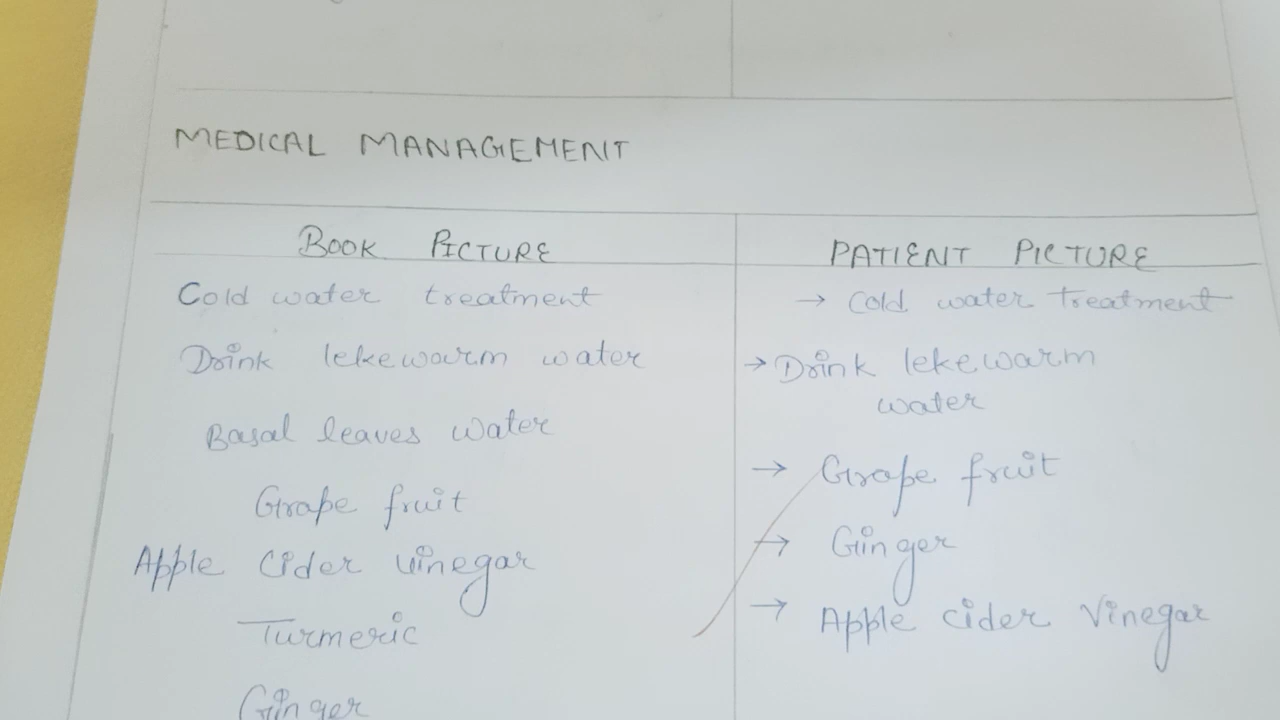 MEDICAL MANAGEMENT
BOOK PICTURE
Cold water treatment
Drink lekewarm water
Basal leaves water
Grape fruit
Apple Cider vinegar
Turmeric
Ginger
PATIENT PICTURE
→ Cold water treatment
→ Drink lekewarm
water
→ Grape fruit
→ Ginger
→ Apple cider Vinegar